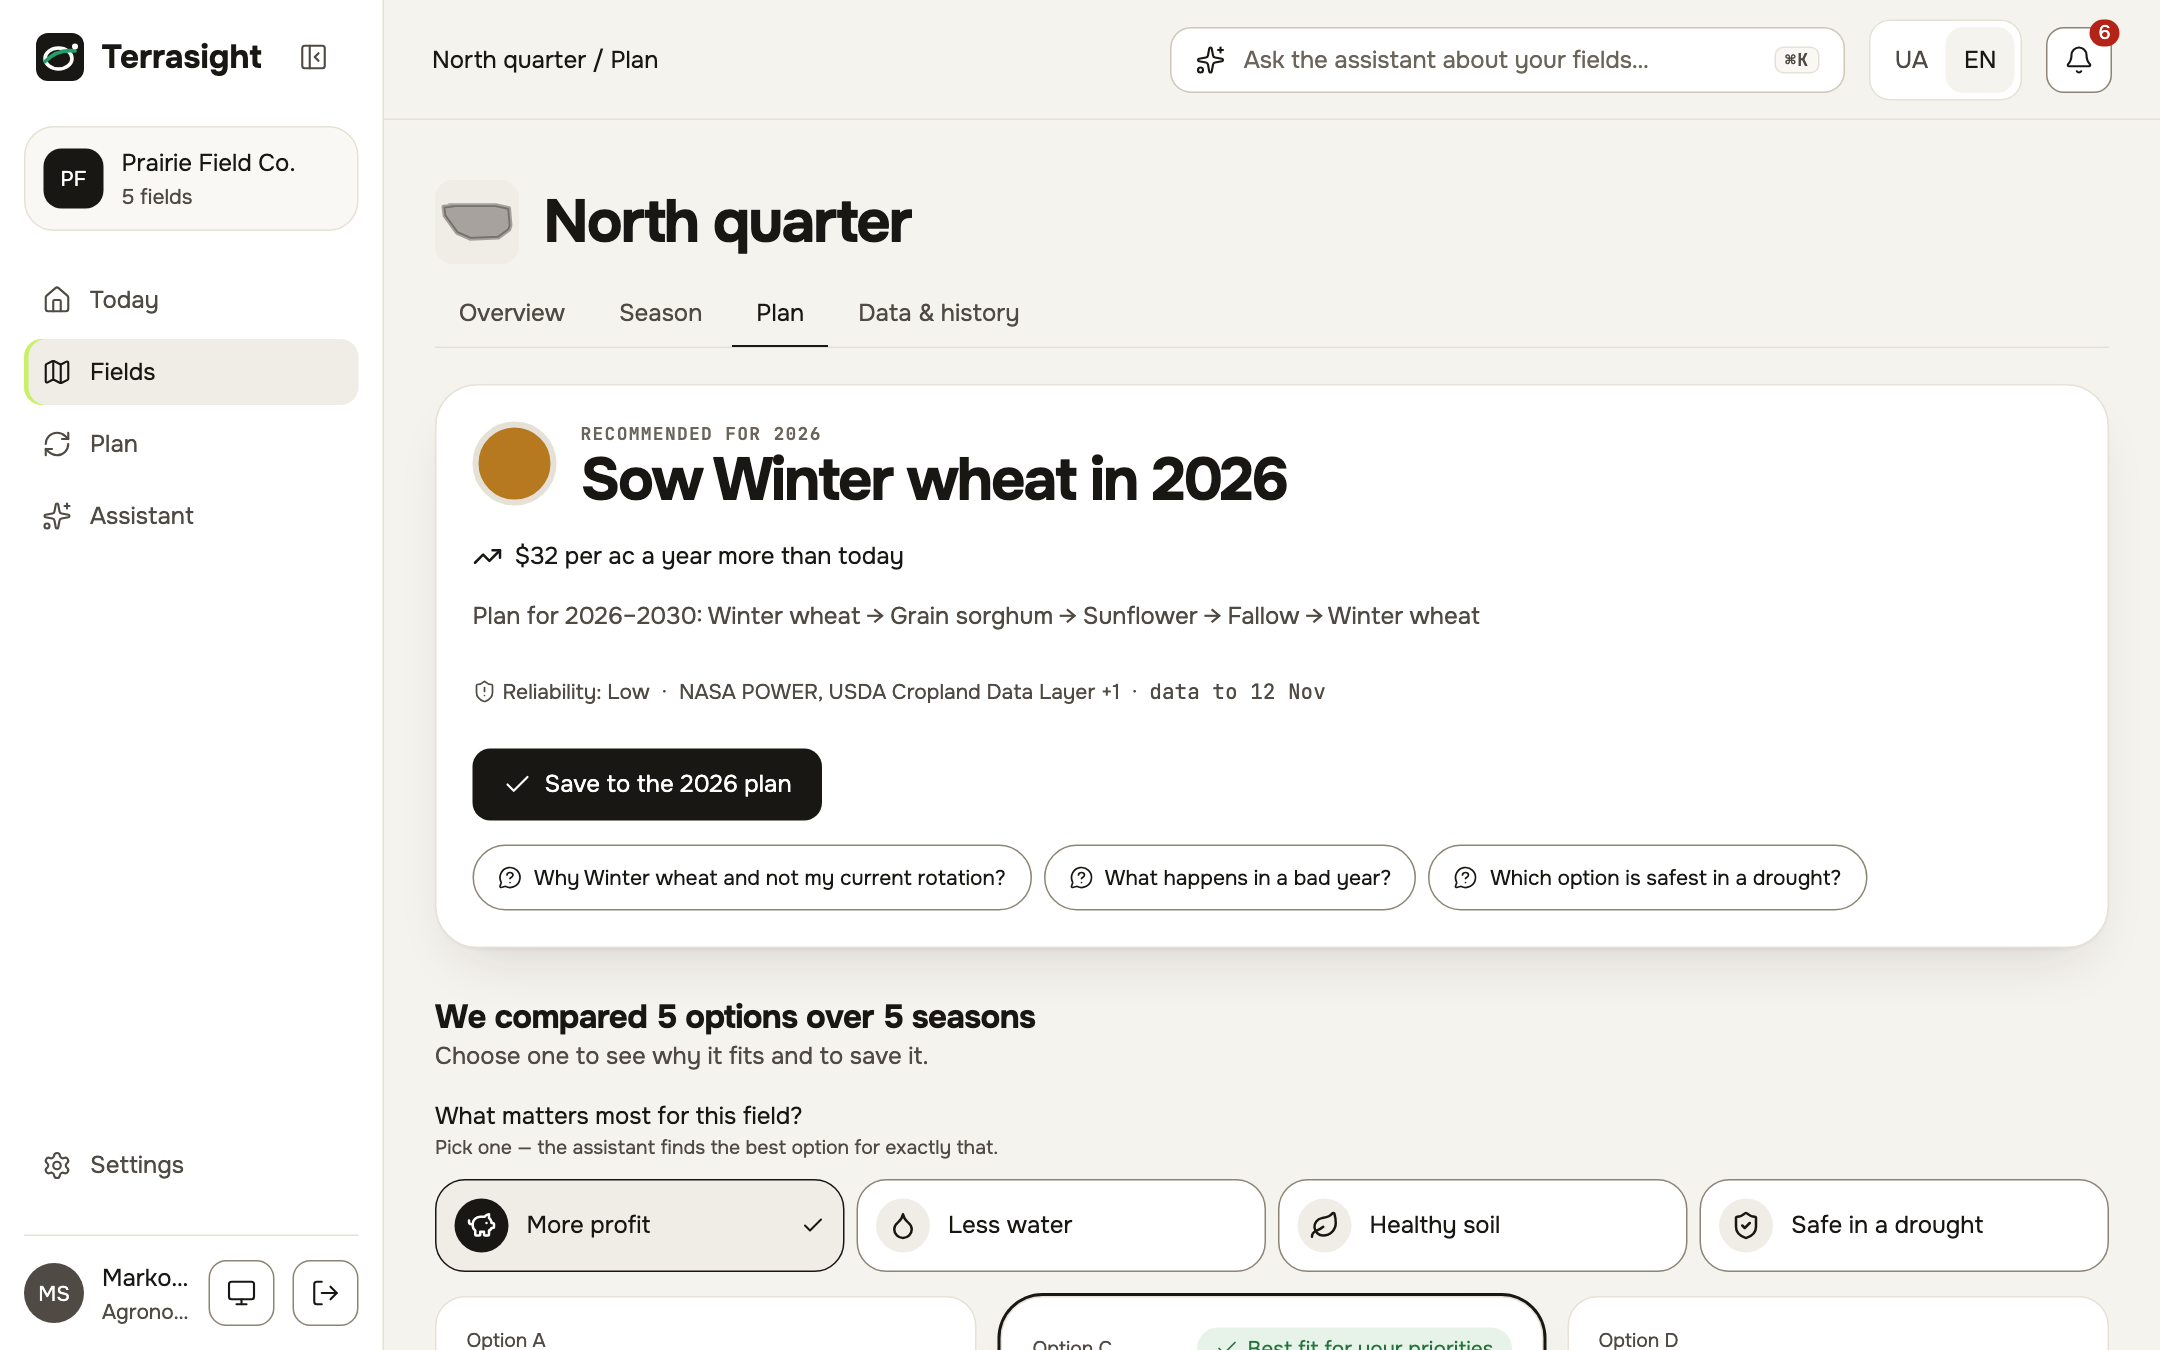 Terrasight
North quarter / Plan
Ask the assistant about your fields...
⌘K
UA
EN
6
PF
Prairie Field Co.
5 fields
Today
Fields
Plan
Assistant
Settings
MS
Marko...
Agrono...
North quarter
Overview
Season
Plan
Data & history
RECOMMENDED FOR 2026
Sow Winter wheat in 2026
$32 per ac a year more than today
Plan for 2026–2030: Winter wheat → Grain sorghum → Sunflower → Fallow → Winter wheat
Reliability: Low · NASA POWER, USDA Cropland Data Layer +1 · data to 12 Nov
Save to the 2026 plan
Why Winter wheat and not my current rotation?
What happens in a bad year?
Which option is safest in a drought?
We compared 5 options over 5 seasons
Choose one to see why it fits and to save it.
What matters most for this field?
Pick one — the assistant finds the best option for exactly that.
More profit
Less water
Healthy soil
Safe in a drought
Option A
Option C
Best fit for your priorities
Option D